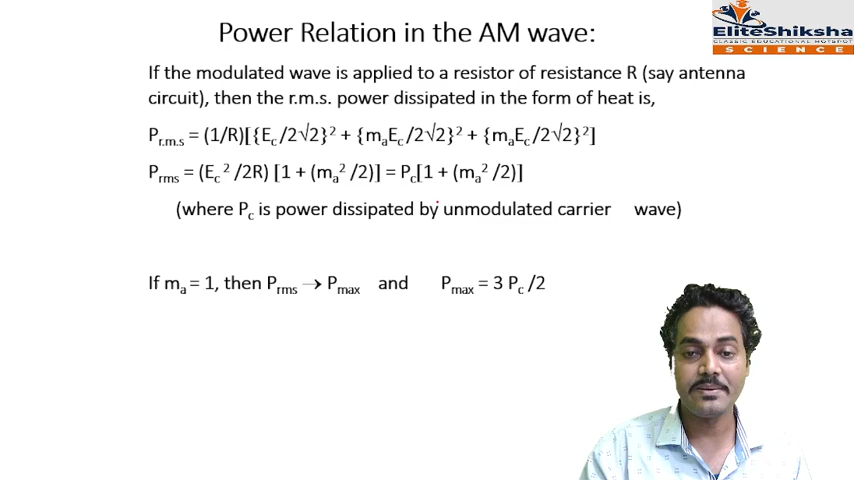 Power Relation in the AM wave:
EliteShiksha
CLASSIC EDUCATIONAL HOTSPOT
SCIENCE
If the modulated wave is applied to a resistor of resistance R (say antenna
circuit), then the r.m.s. power dissipated in the form of heat is,
Pr.m.s = (1/R)[{Ec/2√2}² + {maEc/2√2}² + {maEc/2√2}²]
Prms = (Ec²/2R) [1 + (ma²/2)] = Pc[1 + (ma²/2)]
(where Pc is power dissipated by unmodulated carrier wave)
If ma = 1, then Prms → Pmax and Pmax = 3 Pc/2